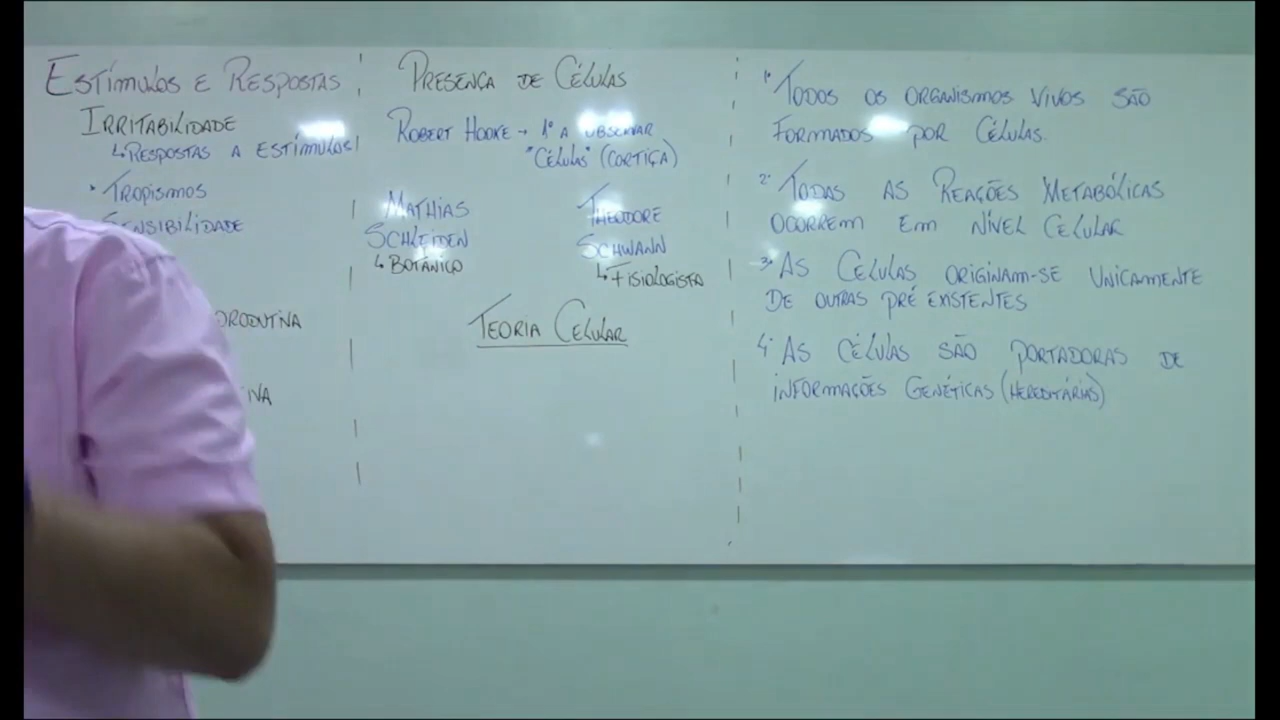 ESTÍMULOS E RESPOSTAS
IRRITABILIDADE
↳ RESPOSTAS A ESTÍMULOS
• TROPISMOS
SENSIBILIDADE
PRESENÇA DE CÉLULAS
ROBERT HOOKE → 1º A OBSERVAR
"CÉLULAS" (CORTIÇA)
MATHIAS
SCHLEIDEN
↳ BOTÂNICO
THEODORE
SCHWANN
↳ FISIOLOGISTA
TEORIA CELULAR
1º TODOS OS ORGANISMOS VIVOS SÃO
FORMADOS POR CÉLULAS.
2º TODAS AS REAÇÕES METABÓLICAS
OCORREM EM NÍVEL CELULAR
3º AS CÉLULAS ORIGINAM-SE UNICAMENTE
DE OUTRAS PRÉ EXISTENTES
4º AS CÉLULAS SÃO PORTADORAS DE
INFORMAÇÕES GENÉTICAS (HEREDITÁRIAS)